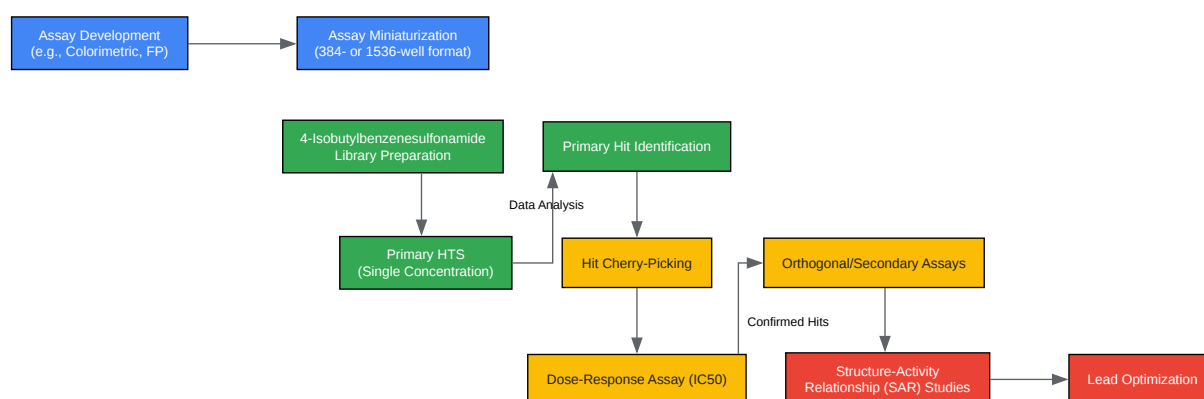 Assay Development
(e.g., Colorimetric, FP)
Assay Miniaturization
(384- or 1536-well format)
4-Isobutylbenzenesulfonamide
Library Preparation
Primary Hit Identification
Data Analysis
Primary HTS
(Single Concentration)
Hit Cherry-Picking
Orthogonal/Secondary Assays
Confirmed Hits
Dose-Response Assay (IC50)
Structure-Activity
Relationship (SAR) Studies
Lead Optimization